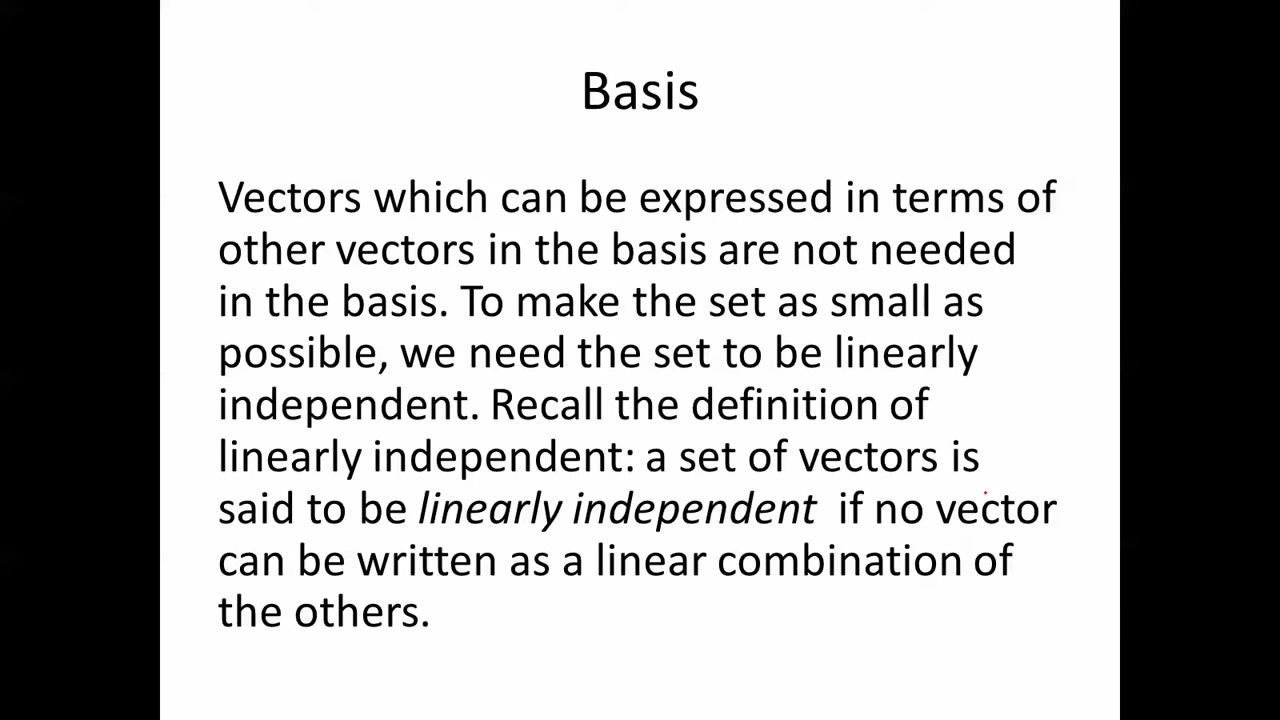 Basis
Vectors which can be expressed in terms of
other vectors in the basis are not needed
in the basis. To make the set as small as
possible, we need the set to be linearly
independent. Recall the definition of
linearly independent: a set of vectors is
said to be linearly independent if no vector
can be written as a linear combination of
the others.